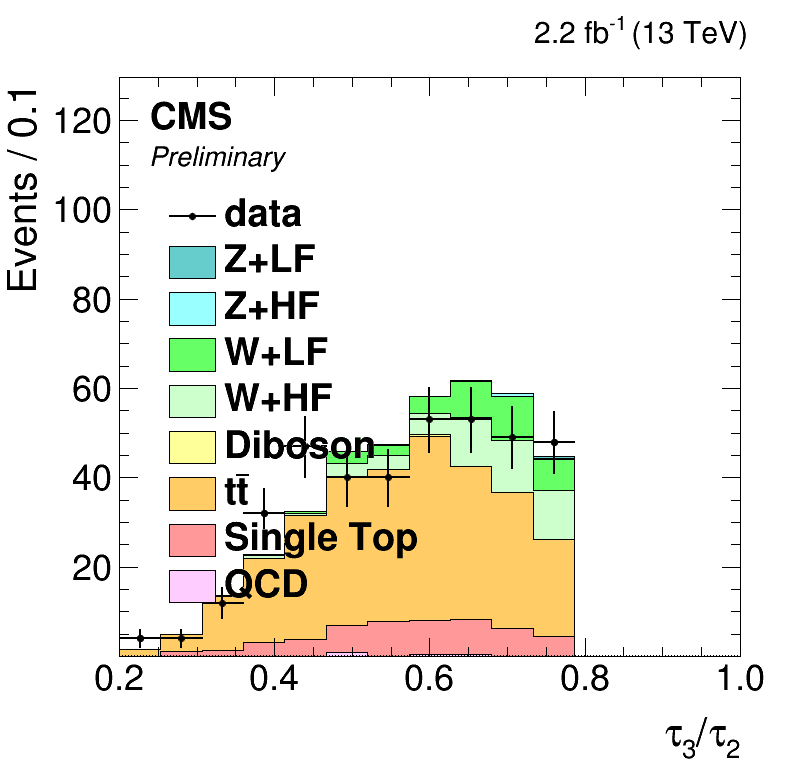 2.2 fb⁻¹ (13 TeV)
Events / 0.1
120
100
80
60
40
20
CMS
Preliminary
data
Z+LF
Z+HF
W+LF
W+HF
Diboson
tt̄
Single Top
QCD
0.2 0.4 0.6 0.8 1.0
τ₃/τ₂